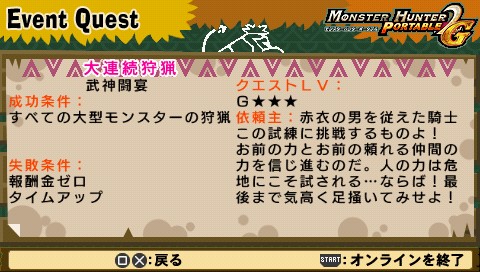 Event Quest
MONSTER HUNTER
PORTABLE 2nd G
大連続狩猟
武神闘宴
成功条件：
すべての大型モンスターの狩猟
失敗条件：
報酬金ゼロ
タイムアップ
クエストＬＶ：
Ｇ★★★
依頼主：赤衣の男を従えた騎士
この試練に挑戦するものよ！
お前の力とお前の頼れる仲間の
力を信じ進むのだ。人の力は危
地にこそ試される…ならば！最
後まで気高く足掻いてみせよ！
□×:戻る
START:オンラインを終了